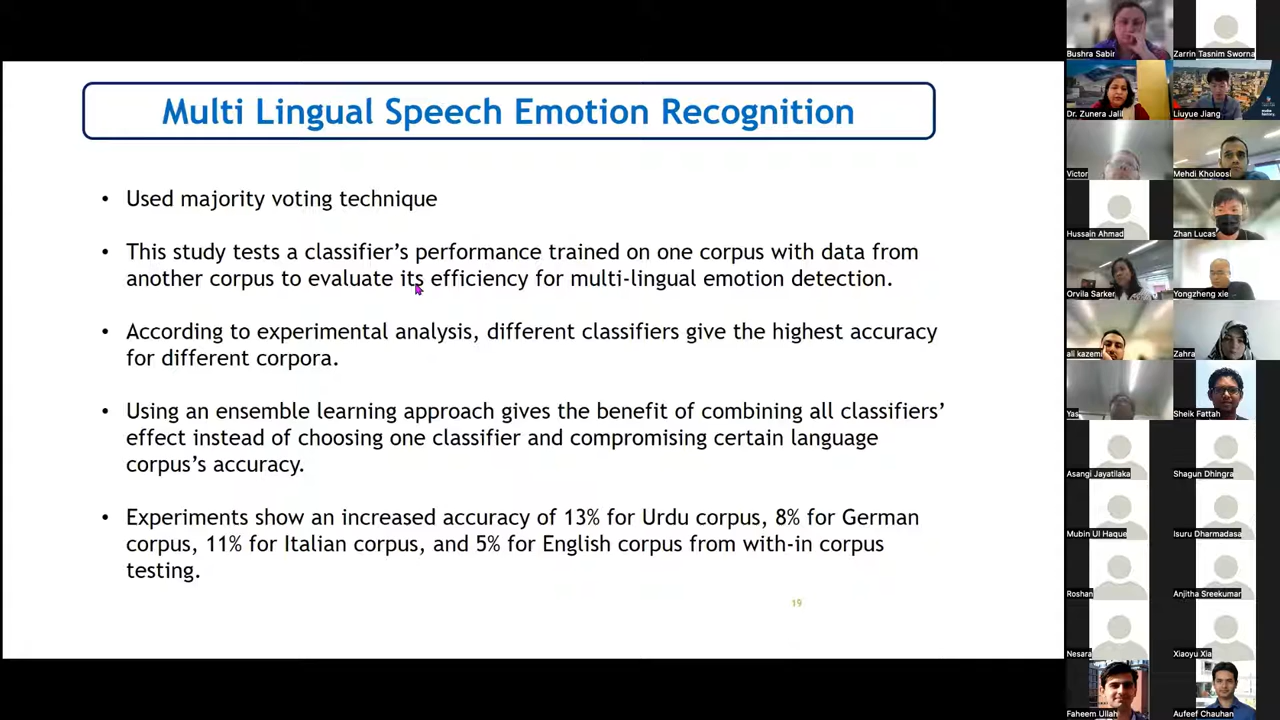 Multi Lingual Speech Emotion Recognition
• Used majority voting technique
• This study tests a classifier’s performance trained on one corpus with data from
another corpus to evaluate its efficiency for multi-lingual emotion detection.
• According to experimental analysis, different classifiers give the highest accuracy
for different corpora.
• Using an ensemble learning approach gives the benefit of combining all classifiers’
effect instead of choosing one classifier and compromising certain language
corpus’s accuracy.
• Experiments show an increased accuracy of 13% for Urdu corpus, 8% for German
corpus, 11% for Italian corpus, and 5% for English corpus from with-in corpus
testing.
19
Bushra Sabir
Zarrin Tasnim Sworna
Dr. Zunera Jalil
Liuyue Jiang
Victor
Mehdi Kholoosi
Hussain Ahmad
Zhan Lucas
Orvila Sarker
Yongzheng xie
ali kazemi
Zahra
Yas
Sheik Fattah
Asangi Jayatilaka
Shagun Dhingra
Mubin Ul Haque
Isuru Dharmadasa
Roshan
Anjitha Sreekumar
Nesara
Xiaoyu Xia
Faheem Ullah
Aufeef Chauhan